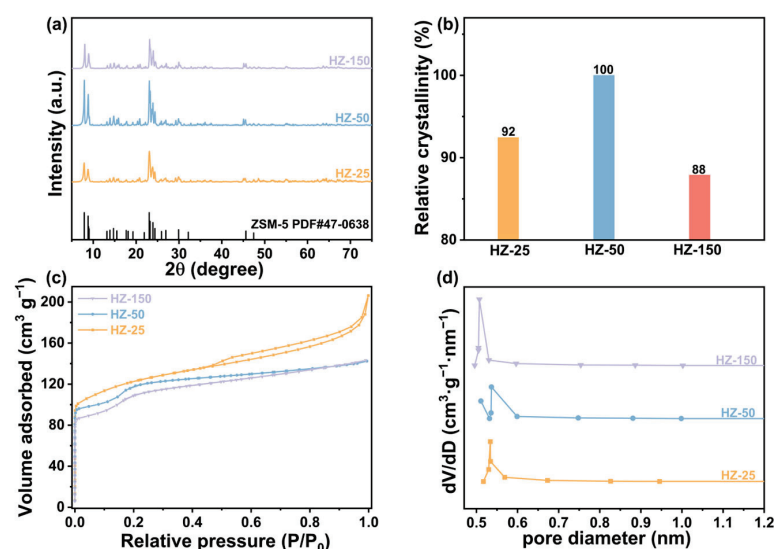 (a)
HZ-150
HZ-50
HZ-25
ZSM-5 PDF#47-0638
Intensity (a.u.)
10 20 30 40 50 60 70
2θ (degree)
(b)
Relative crystallinity (%)
100
90
80
92
100
88
HZ-25 HZ-50 HZ-150
(c)
HZ-150
HZ-50
HZ-25
Volume adsorbed (cm³ g⁻¹)
200
160
120
80
40
0
0.0 0.2 0.4 0.6 0.8 1.0
Relative pressure (P/P₀)
(d)
HZ-150
HZ-50
HZ-25
dV/dD (cm³·g⁻¹·nm⁻¹)
0.5 0.6 0.7 0.8 0.9 1.0 1.1 1.2
pore diameter (nm)